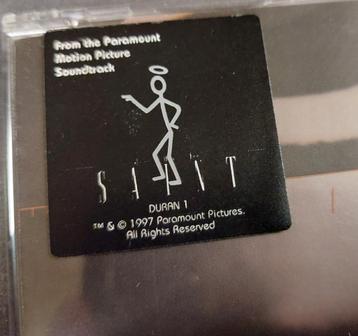 From the Paramount
Motion Picture
Soundtrack
SAINT
DURAN 1
TM & © 1997 Paramount Pictures.
All Rights Reserved